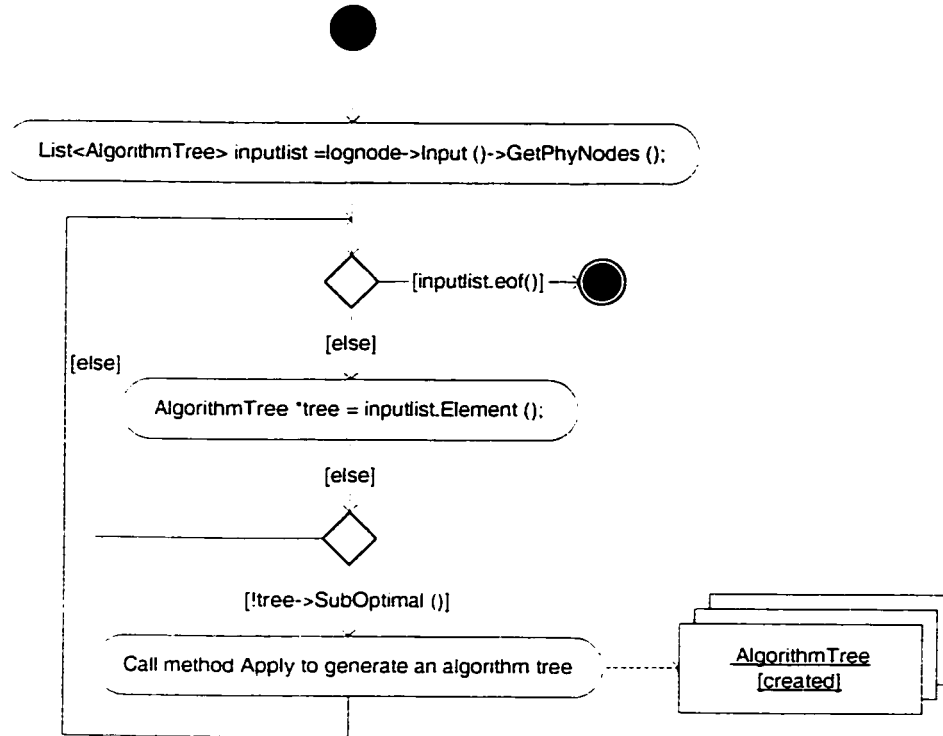 List<AlgorithmTree> inputlist =lognode->Input ()->GetPhyNodes ();
[inputlist.eof()]
[else]
[else]
AlgorithmTree *tree = inputlist.Element ();
[else]
[!tree->SubOptimal ()]
Call method Apply to generate an algorithm tree
AlgorithmTree
[created]